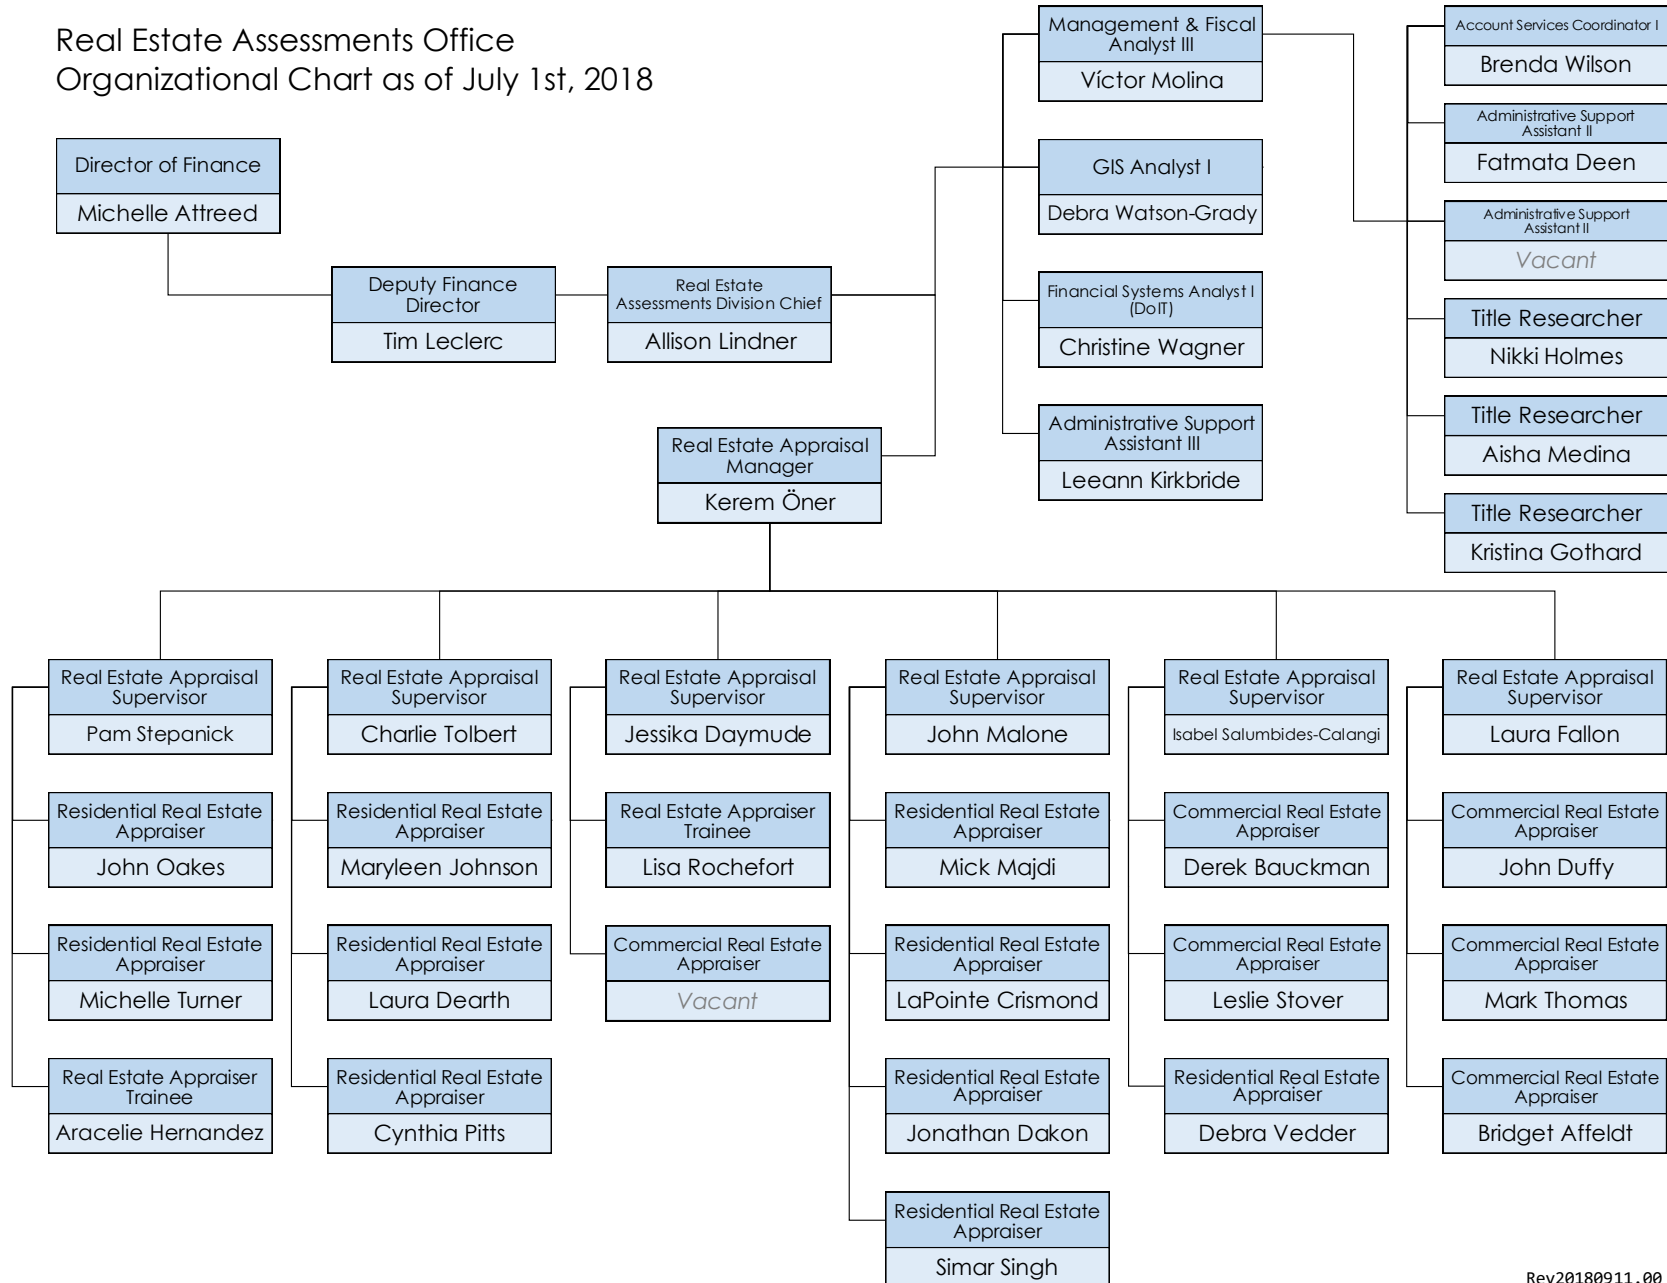 Real Estate Assessments Office
Organizational Chart as of July 1st, 2018
Director of Finance
Michelle Attreed
Deputy Finance
Director
Tim Leclerc
Real Estate
Assessments Division Chief
Allison Lindner
Management & Fiscal
Analyst III
Víctor Molina
GIS Analyst I
Debra Watson-Grady
Financial Systems Analyst I
(DoIT)
Christine Wagner
Administrative Support
Assistant III
Leeann Kirkbride
Account Services Coordinator I
Brenda Wilson
Administrative Support
Assistant II
Fatmata Deen
Administrative Support
Assistant II
Vacant
Title Researcher
Nikki Holmes
Title Researcher
Aisha Medina
Title Researcher
Kristina Gothard
Real Estate Appraisal
Manager
Kerem Öner
Real Estate Appraisal
Supervisor
Pam Stepanick
Residential Real Estate
Appraiser
John Oakes
Residential Real Estate
Appraiser
Michelle Turner
Real Estate Appraiser
Trainee
Aracelie Hernandez
Real Estate Appraisal
Supervisor
Charlie Tolbert
Residential Real Estate
Appraiser
Maryleen Johnson
Residential Real Estate
Appraiser
Laura Dearth
Residential Real Estate
Appraiser
Cynthia Pitts
Real Estate Appraisal
Supervisor
Jessika Daymude
Real Estate Appraiser
Trainee
Lisa Rochefort
Commercial Real Estate
Appraiser
Vacant
Real Estate Appraisal
Supervisor
John Malone
Residential Real Estate
Appraiser
Mick Majdi
Residential Real Estate
Appraiser
LaPointe Crismond
Residential Real Estate
Appraiser
Jonathan Dakon
Residential Real Estate
Appraiser
Simar Singh
Real Estate Appraisal
Supervisor
Isabel Salumbides-Calangi
Commercial Real Estate
Appraiser
Derek Bauckman
Commercial Real Estate
Appraiser
Leslie Stover
Residential Real Estate
Appraiser
Debra Vedder
Real Estate Appraisal
Supervisor
Laura Fallon
Commercial Real Estate
Appraiser
John Duffy
Commercial Real Estate
Appraiser
Mark Thomas
Commercial Real Estate
Appraiser
Bridget Affeldt
Rev20180911.00